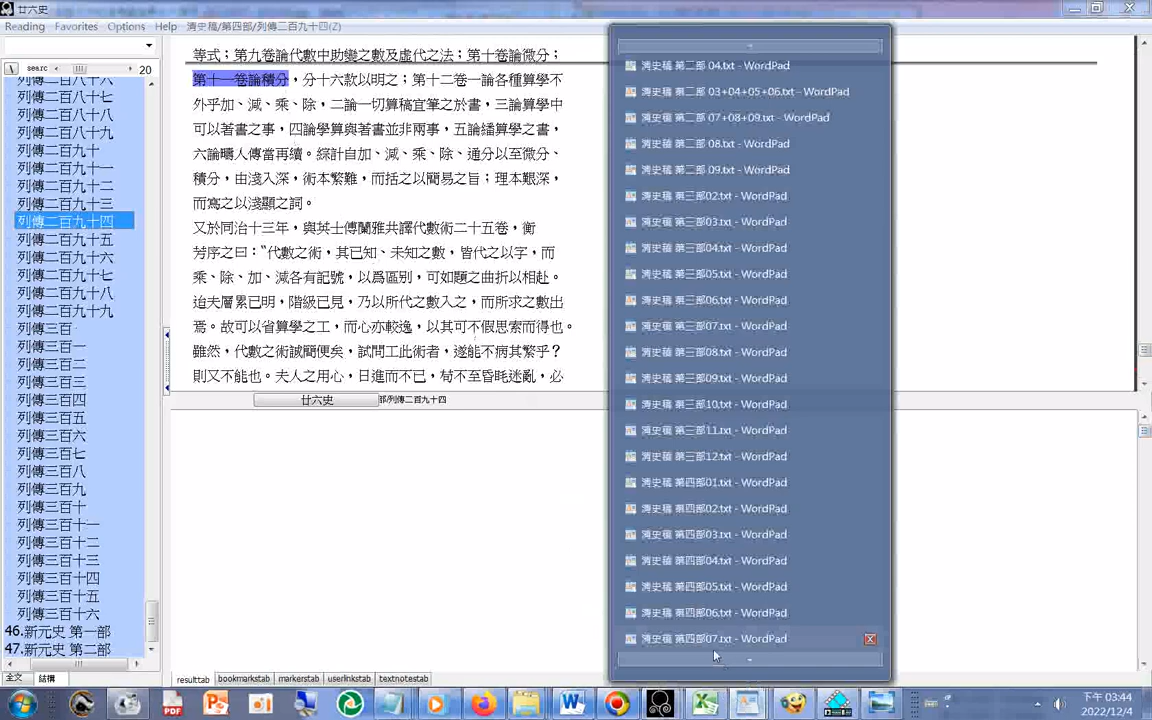 廿六史
Reading Favorites Options Help 清史稿/第四部/列傳二百九十四(Z)
searc 20
列傳二百八十六
列傳二百八十七
列傳二百八十八
列傳二百八十九
列傳二百九十
列傳二百九十一
列傳二百九十二
列傳二百九十三
列傳二百九十四
列傳二百九十五
列傳二百九十六
列傳二百九十七
列傳二百九十八
列傳二百九十九
列傳三百
列傳三百一
列傳三百二
列傳三百三
列傳三百四
列傳三百五
列傳三百六
列傳三百七
列傳三百八
列傳三百九
列傳三百十
列傳三百十一
列傳三百十二
列傳三百十三
列傳三百十四
列傳三百十五
列傳三百十六
46.新元史 第一部
47.新元史 第二部
全文 結構
等式；第九卷論代數中助變之數及虛代之法；第十卷論微分；
第十一卷論積分，分十六款以明之；第十二卷一論各種算學不
外乎加、減、乘、除，二論一切算稿宜筆之於書，三論學中
可以著書之事，四論學算與著書並非兩事，五論繙算學之書，
六論疇人傳當再續。綜計自加、減、乘、除、通分以至微分、
積分，由淺入深，術本繁難，而括之以簡易之旨；理本艱深，
而寫之以淺顯之詞。
又於同治十三年，與英士傅蘭雅共譯代數術二十五卷，衡
芳序之曰：“代數之術，其已知、未知之數，皆代之以字，而
乘、除、加、減各有記號，以爲區別，可如題之曲折以相赴。
迨夫層累已明，階級已見，乃以所代之數入之，而所求之數出
焉。故可以省算學之工，而心亦較逸，以其可不假思索而得也。
雖然，代數之術誠簡便矣，試問工此術者，遂能不病其繁乎？
則又不能也。夫人之用心，日進而不已，苟不至昏眊迷亂，必
廿六史 部/列傳二百九十四
resulttab bookmarkstab markerstab userlinkstab textnotestab
清史稿 第二部 04.txt - WordPad
清史稿 第二部 03+04+05+06.txt - WordPad
清史稿 第二部 07+08+09.txt - WordPad
清史稿 第二部 08.txt - WordPad
清史稿 第二部 09.txt - WordPad
清史稿 第三部02.txt - WordPad
清史稿 第三部03.txt - WordPad
清史稿 第三部04.txt - WordPad
清史稿 第三部05.txt - WordPad
清史稿 第三部06.txt - WordPad
清史稿 第三部07.txt - WordPad
清史稿 第三部08.txt - WordPad
清史稿 第三部09.txt - WordPad
清史稿 第三部10.txt - WordPad
清史稿 第三部11.txt - WordPad
清史稿 第三部12.txt - WordPad
清史稿 第四部01.txt - WordPad
清史稿 第四部02.txt - WordPad
清史稿 第四部03.txt - WordPad
清史稿 第四部04.txt - WordPad
清史稿 第四部05.txt - WordPad
清史稿 第四部06.txt - WordPad
清史稿 第四部07.txt - WordPad
下午 03:44
2022/12/4